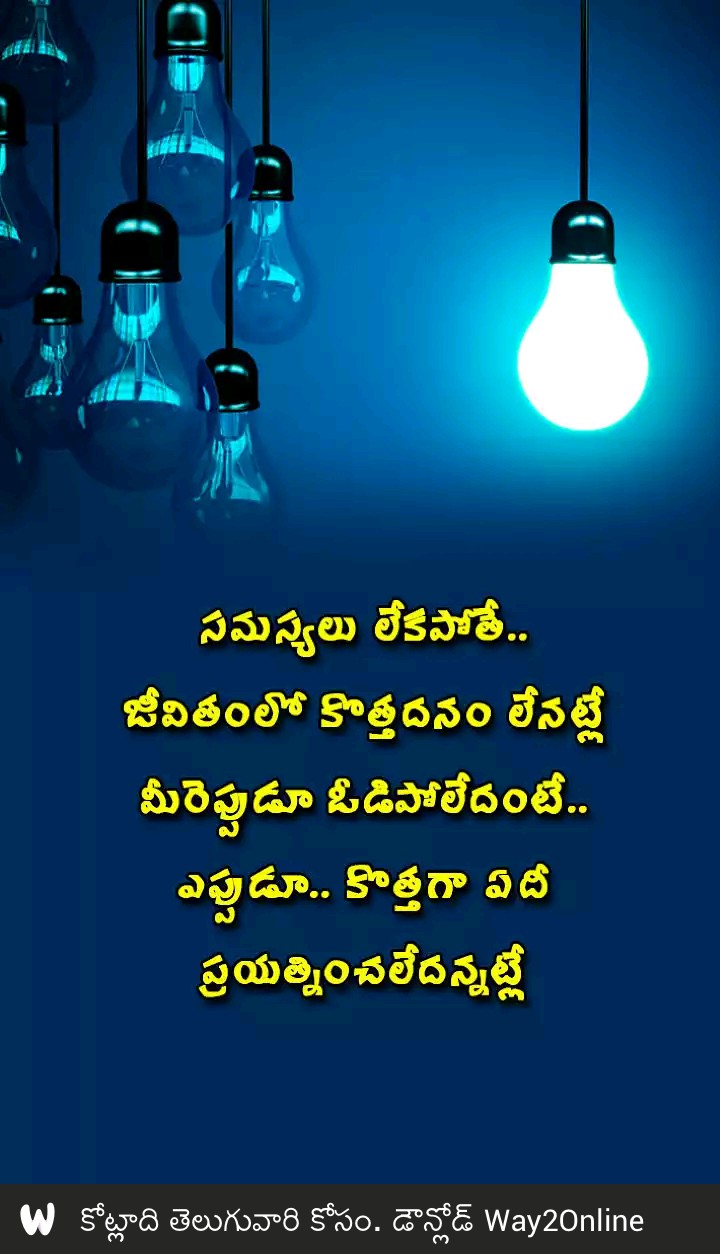 సమస్యలు లేకపోతే..
జీవితంలో కొత్తదనం లేనట్లే
మీరెప్పుడూ ఓడిపోలేదంటే..
ఎప్పుడూ.. కొత్తగా ఏదీ
ప్రయత్నించలేదన్నట్లే
W కోట్లాది తెలుగువారి కోసం. డౌన్లోడ్ Way2Online